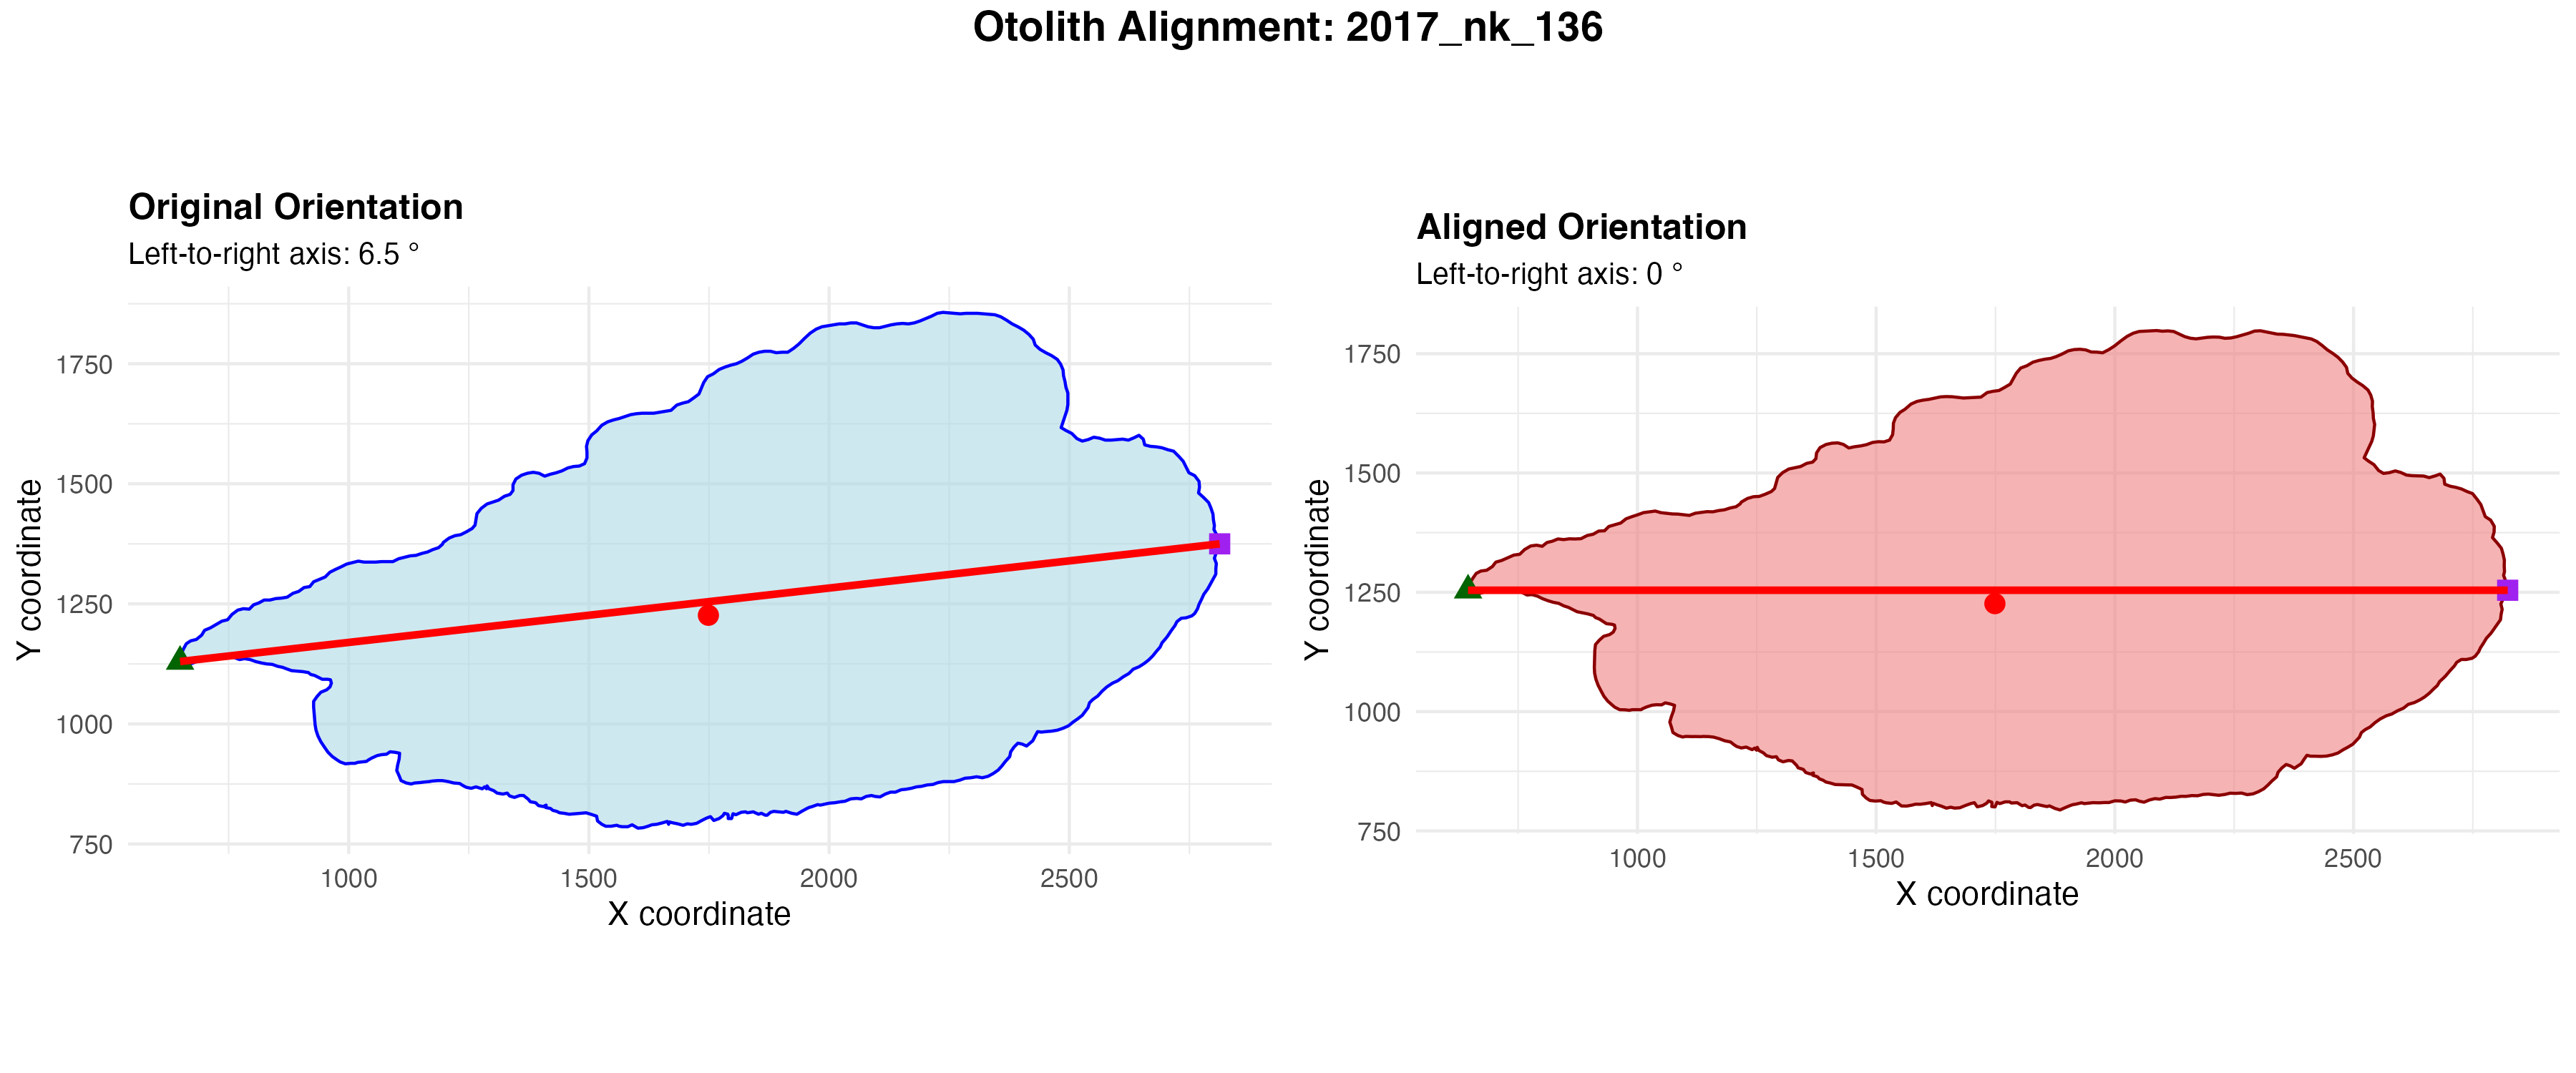 Otolith Alignment: 2017_nk_136
Original Orientation
Left-to-right axis: 6.5 °
Y coordinate
1750
1500
1250
1000
750
1000 1500 2000 2500
X coordinate
Aligned Orientation
Left-to-right axis: 0 °
Y coordinate
1750
1500
1250
1000
750
1000 1500 2000 2500
X coordinate